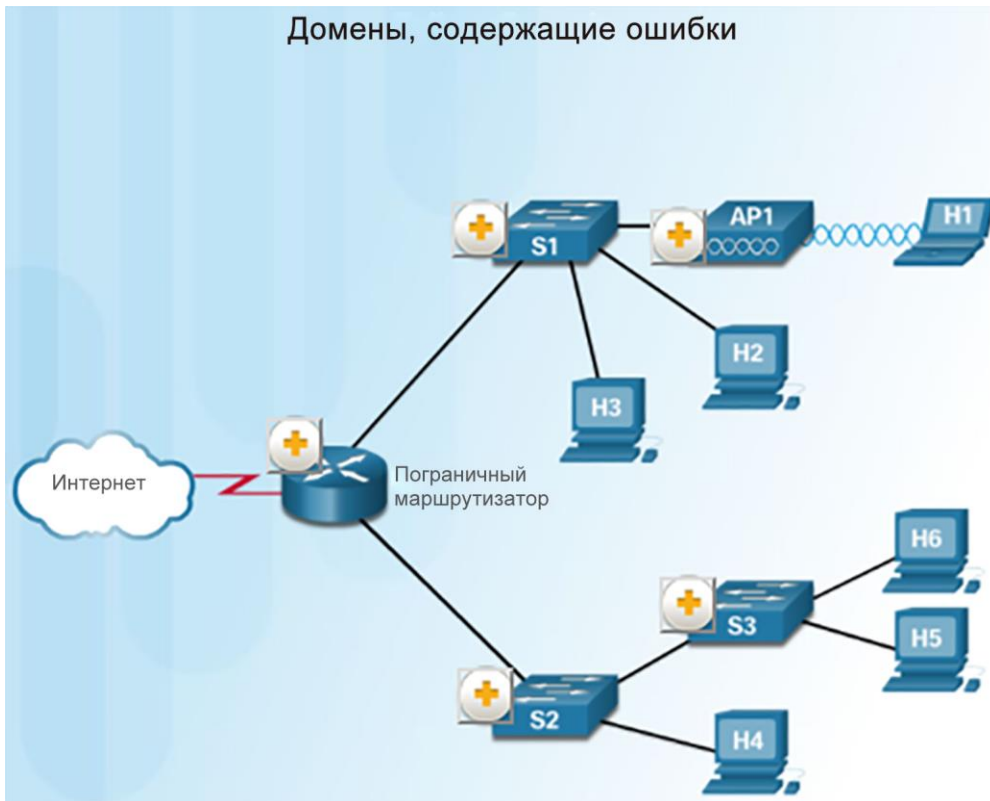 Домены, содержащие ошибки
AP1
H1
S1
H2
H3
Интернет
Пограничный
маршрутизатор
H6
S3
H5
S2
H4